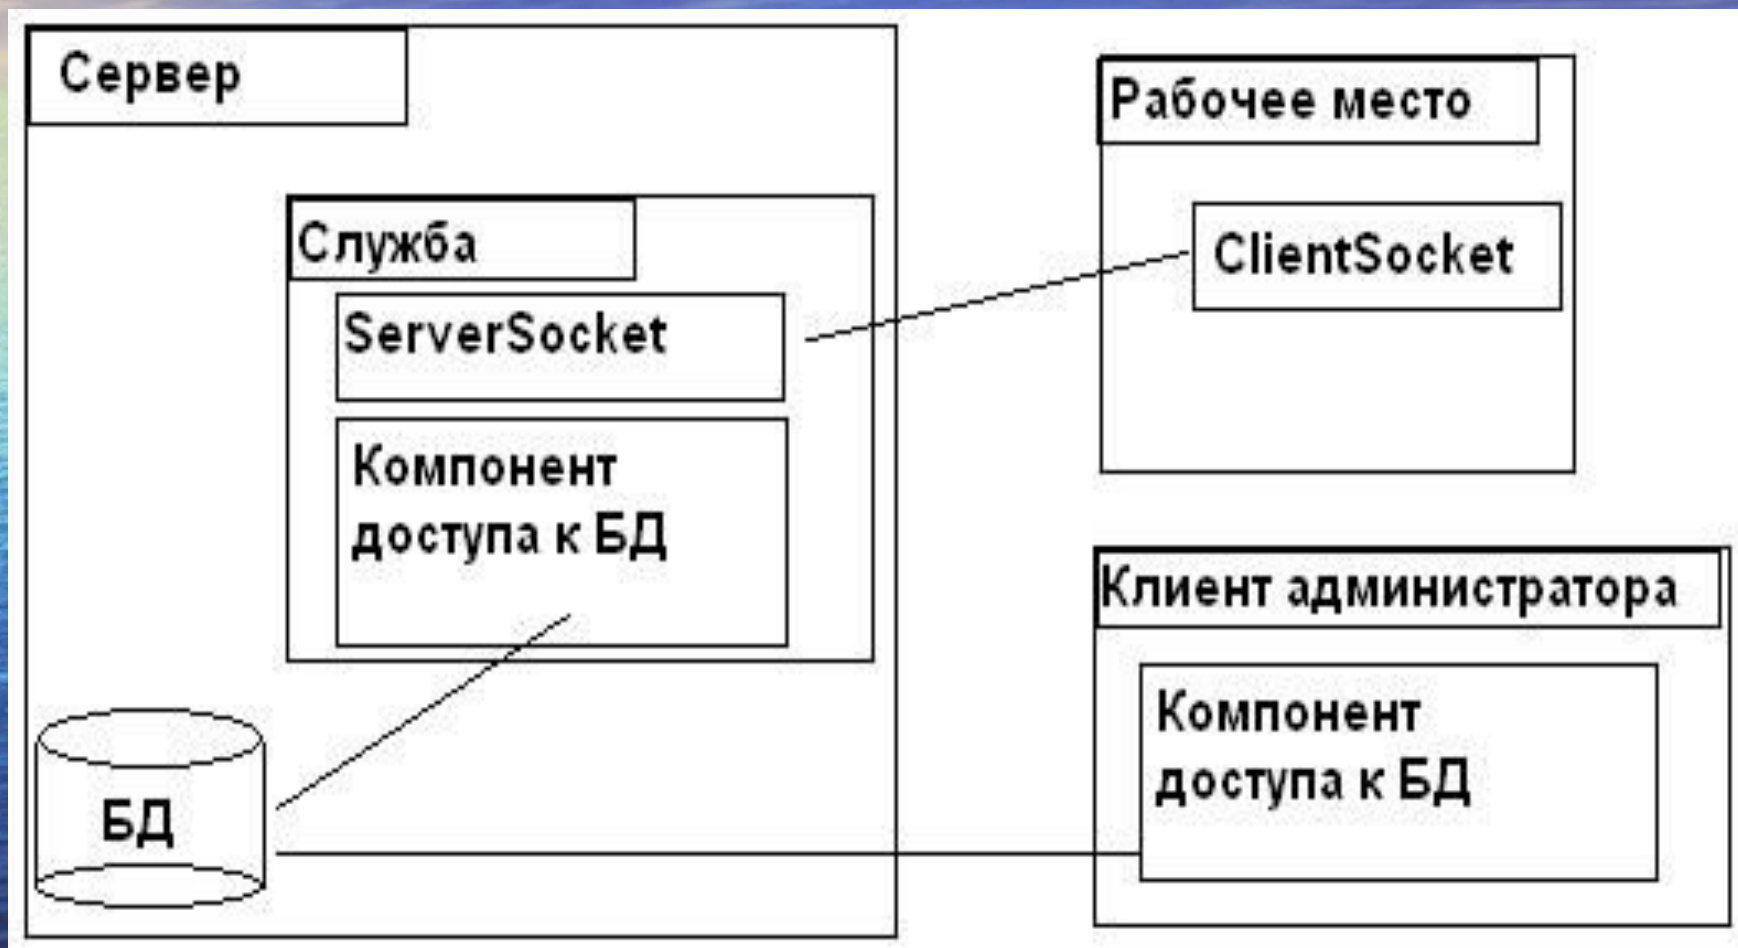 Сервер
Служба
ServerSocket
Компонент
доступа к БД
БД
Рабочее место
ClientSocket
Клиент администратора
Компонент
доступа к БД